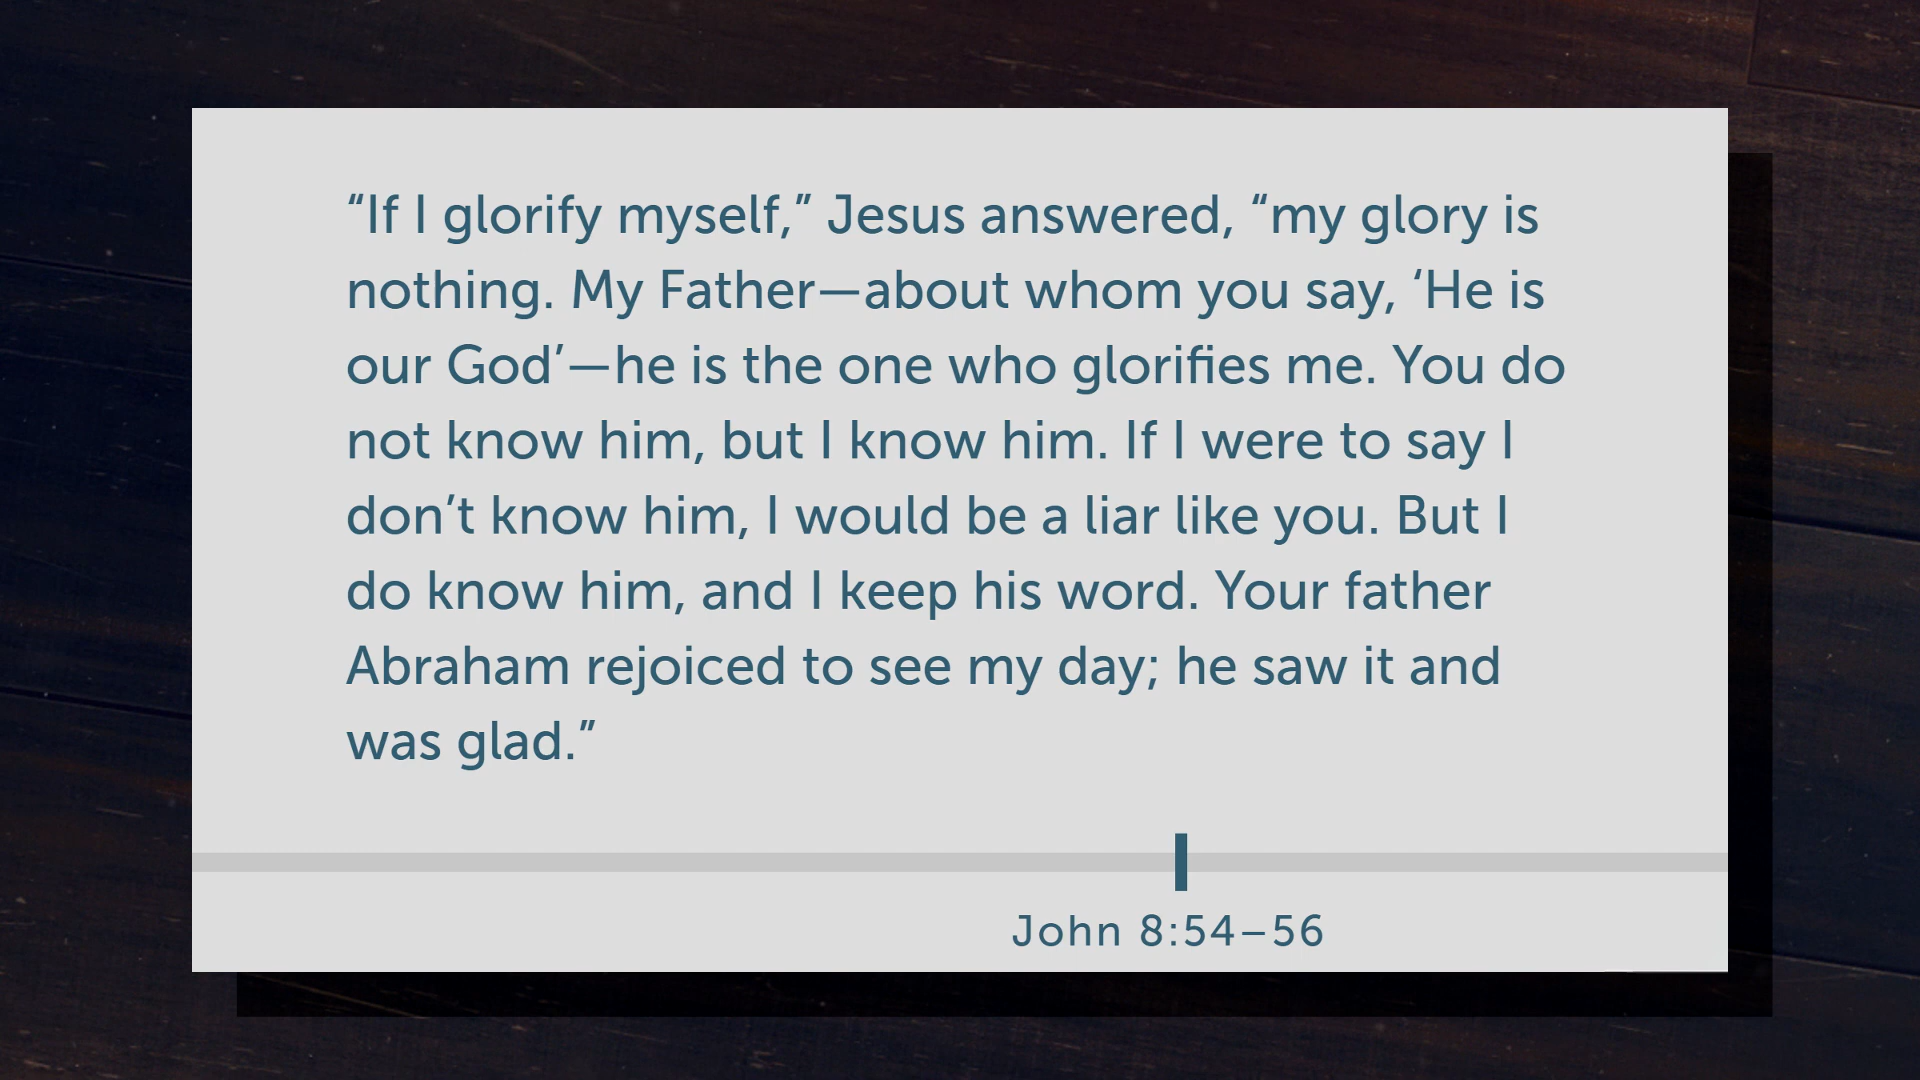 “If I glorify myself,” Jesus answered, “my glory is
nothing. My Father—about whom you say, ‘He is
our God’—he is the one who glorifies me. You do
not know him, but I know him. If I were to say I
don’t know him, I would be a liar like you. But I
do know him, and I keep his word. Your father
Abraham rejoiced to see my day; he saw it and
was glad.”
John 8:54–56